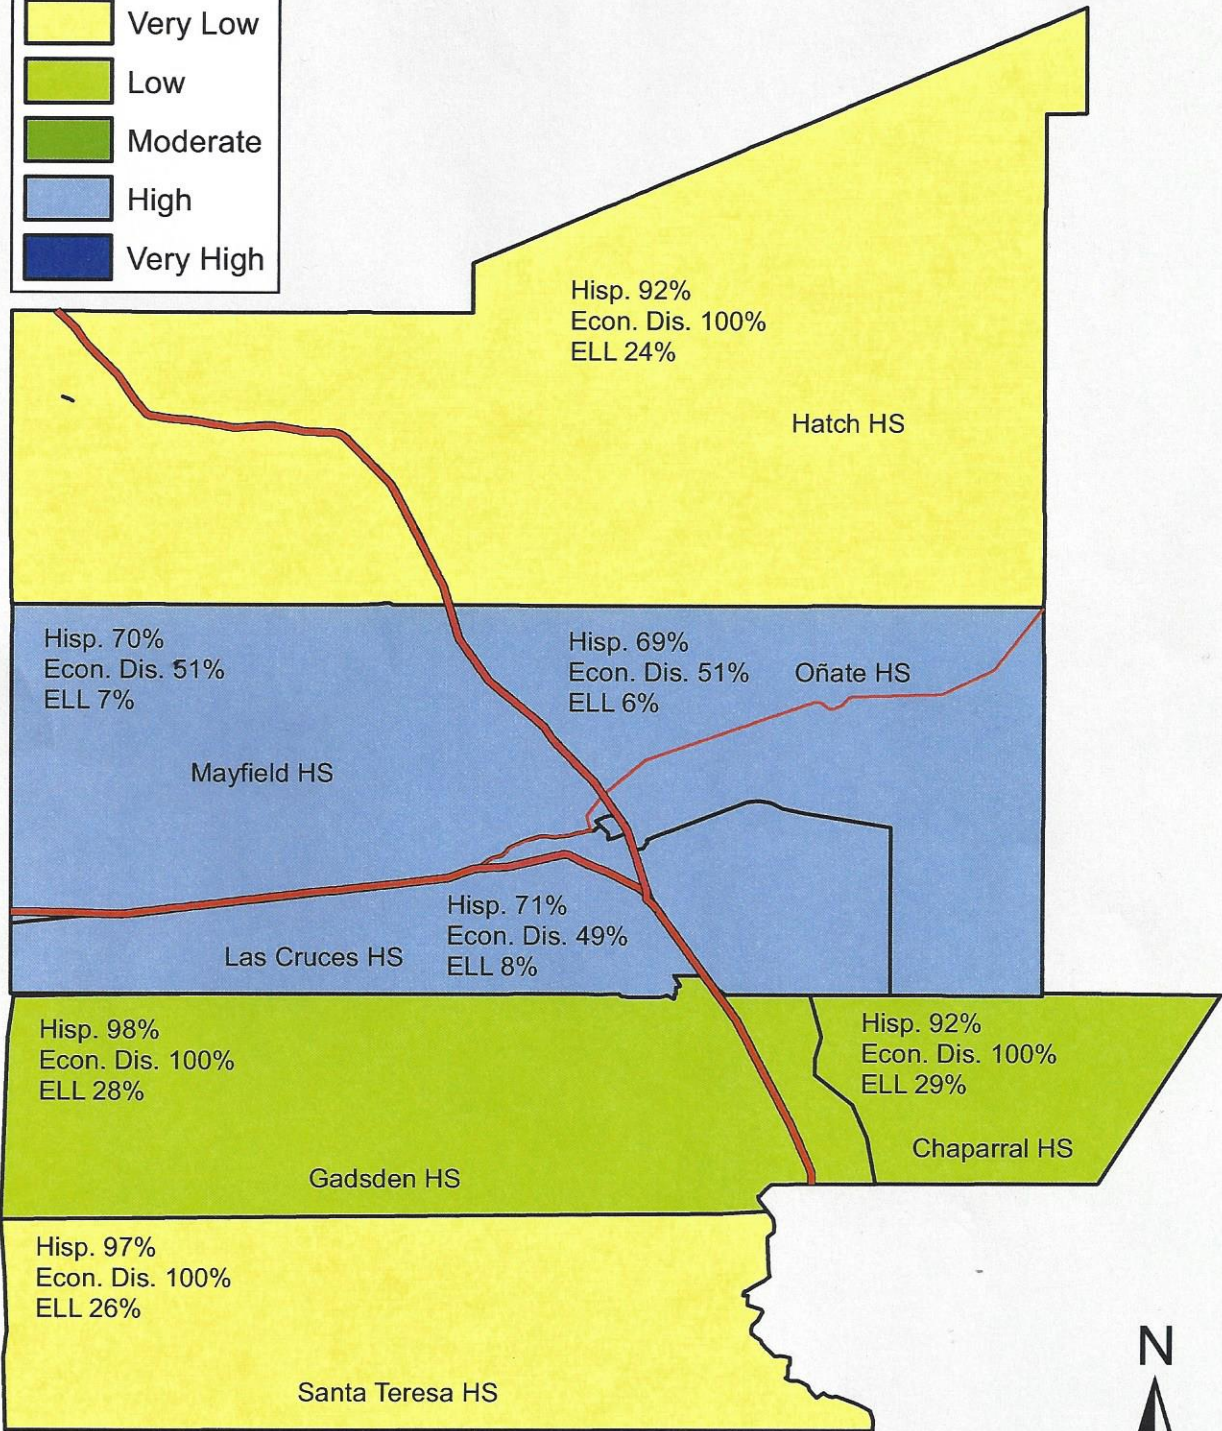 Very Low
Low
Moderate
High
Very High
Hisp. 92%
Econ. Dis. 100%
ELL 24%
Hatch HS
Hisp. 70%
Econ. Dis. 51%
ELL 7%
Mayfield HS
Hisp. 69%
Econ. Dis. 51%
ELL 6%
Oñate HS
Hisp. 71%
Econ. Dis. 49%
ELL 8%
Las Cruces HS
Hisp. 98%
Econ. Dis. 100%
ELL 28%
Gadsden HS
Hisp. 92%
Econ. Dis. 100%
ELL 29%
Chaparral HS
Hisp. 97%
Econ. Dis. 100%
ELL 26%
Santa Teresa HS
N